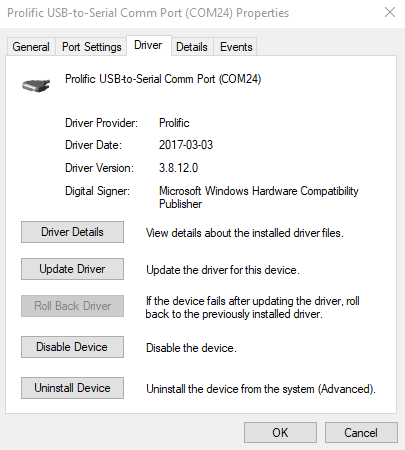 Prolific USB-to-Serial Comm Port (COM24) Properties
General Port Settings Driver Details Events
Prolific USB-to-Serial Comm Port (COM24)
Driver Provider: Prolific
Driver Date: 2017-03-03
Driver Version: 3.8.12.0
Digital Signer: Microsoft Windows Hardware Compatibility
Publisher
Driver Details View details about the installed driver files.
Update Driver Update the driver for this device.
Roll Back Driver If the device fails after updating the driver, roll
back to the previously installed driver.
Disable Device Disable the device.
Uninstall Device Uninstall the device from the system (Advanced).
OK Cancel